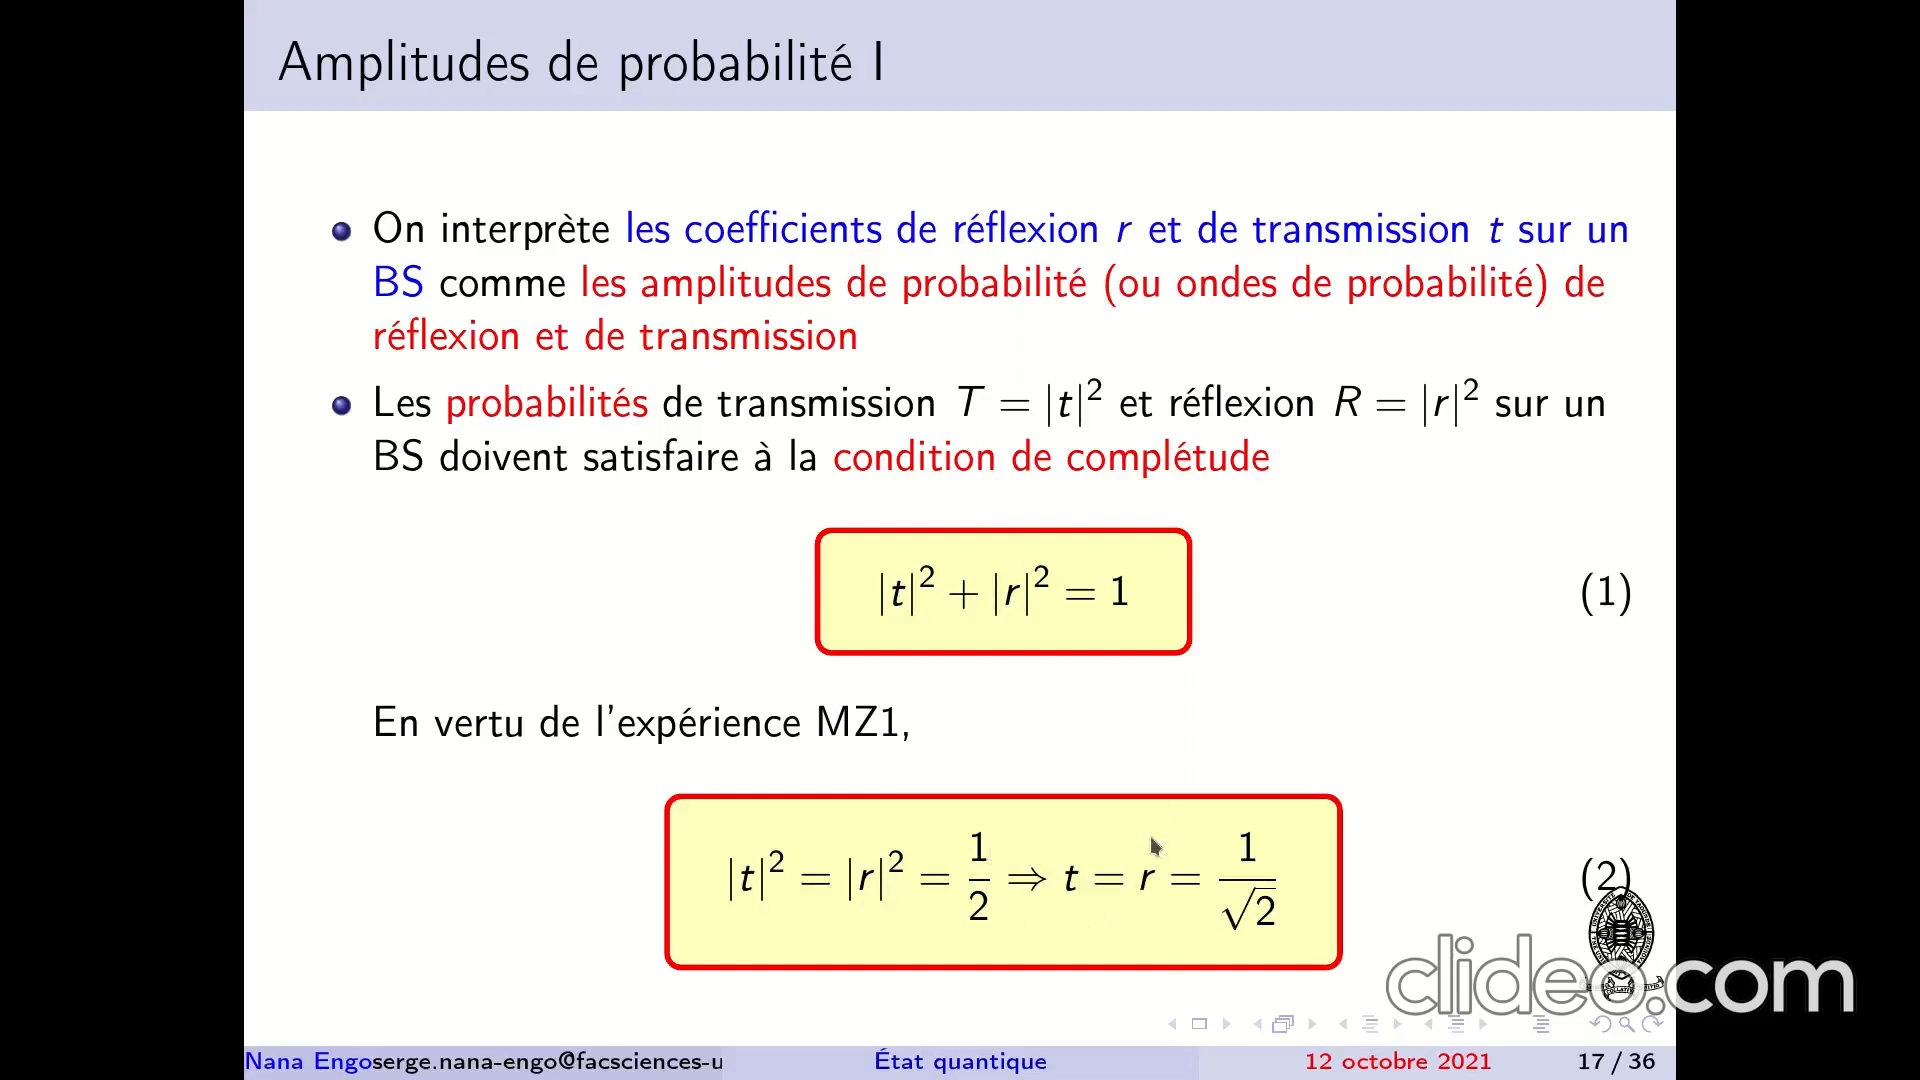 Amplitudes de probabilité I
On interprète les coefficients de réflexion r et de transmission t sur un
BS comme les amplitudes de probabilité (ou ondes de probabilité) de
réflexion et de transmission
Les probabilités de transmission T = |t|² et réflexion R = |r|² sur un
BS doivent satisfaire à la condition de complétude
|t|² + |r|² = 1 (1)
En vertu de l'expérience MZ1,
|t|² = |r|² = 1/2 ⇒ t = r = 1/√2 (2)
clideo.com
Nana Engoserge.nana-engo@facsciences-u État quantique 12 octobre 2021 17 / 36